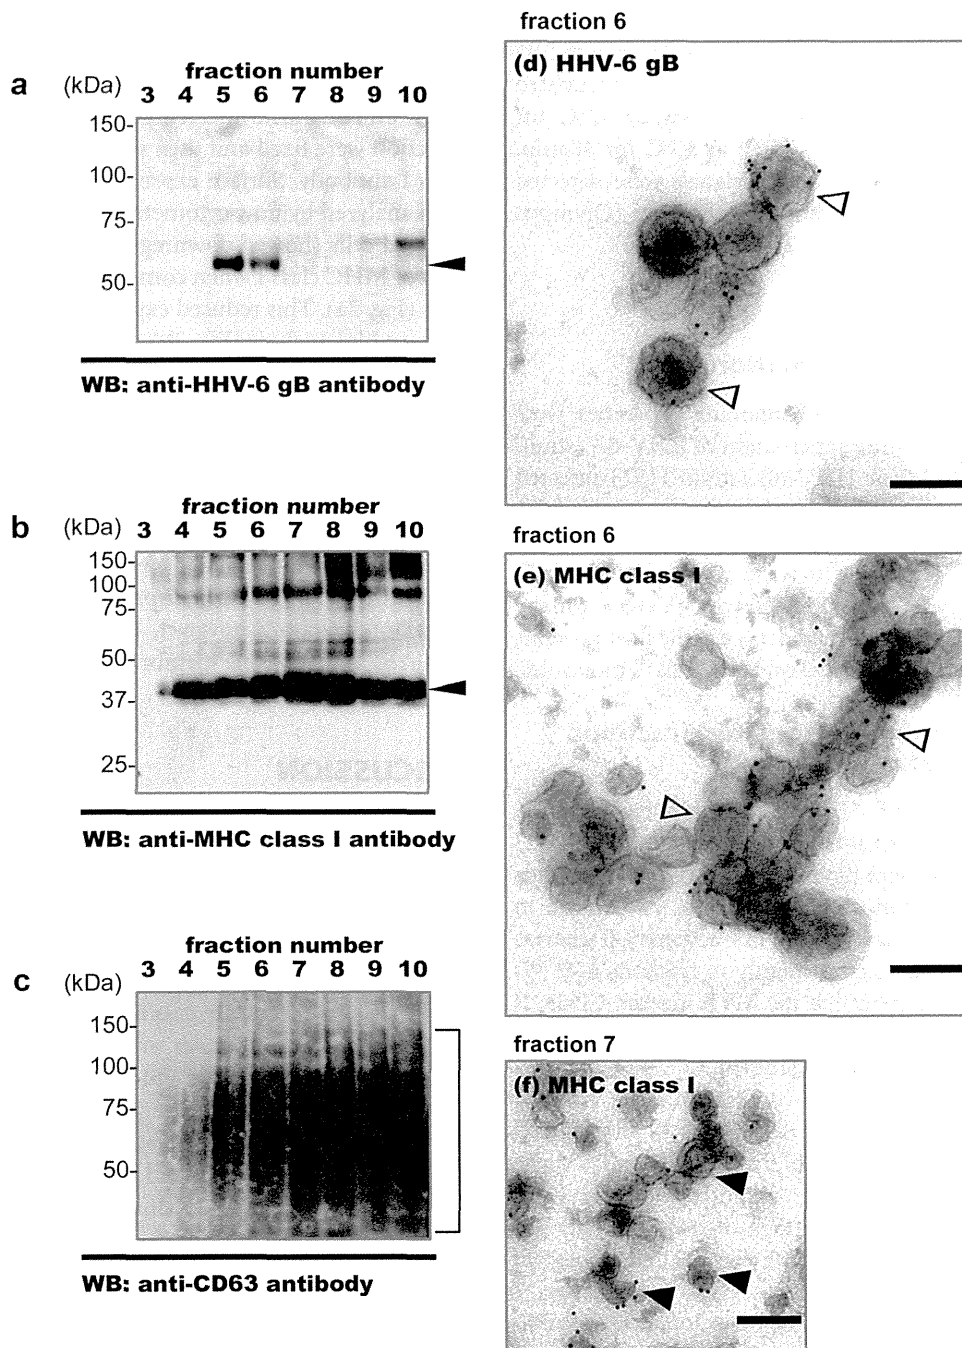 a
(kDa)
fraction number
3 4 5 6 7 8 9 10
150-
100-
75-
50-
WB: anti-HHV-6 gB antibody
b
(kDa)
fraction number
3 4 5 6 7 8 9 10
150-
100-
75-
50-
37-
25-
WB: anti-MHC class I antibody
c
(kDa)
fraction number
3 4 5 6 7 8 9 10
150-
100-
75-
50-
WB: anti-CD63 antibody
fraction 6
(d) HHV-6 gB
fraction 6
(e) MHC class I
fraction 7
(f) MHC class I